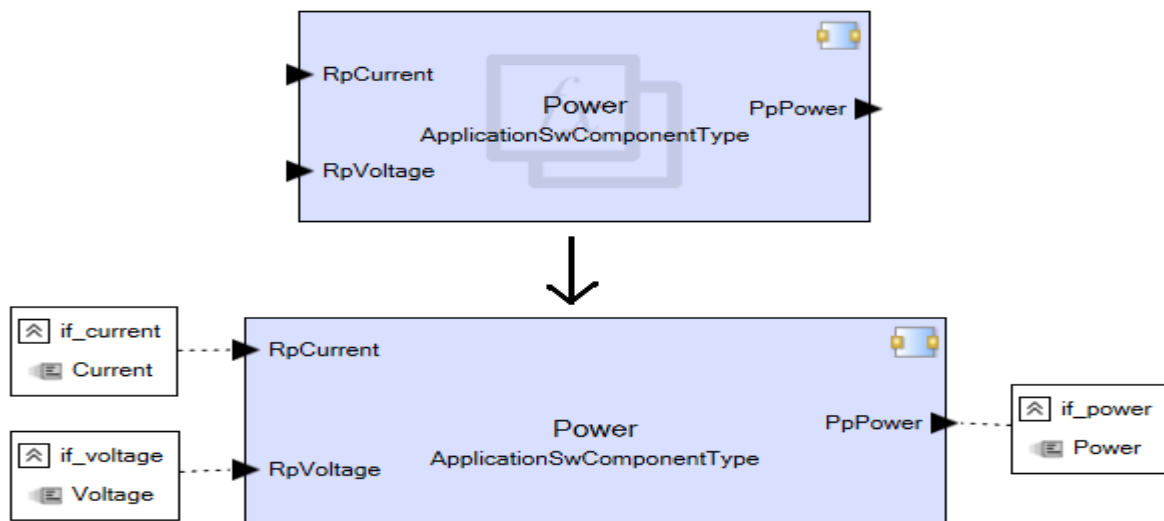 RpCurrent
Power
PpPower
ApplicationSwComponentType
RpVoltage
if_current
Current
RpCurrent
if_voltage
Voltage
RpVoltage
Power
ApplicationSwComponentType
PpPower
if_power
Power